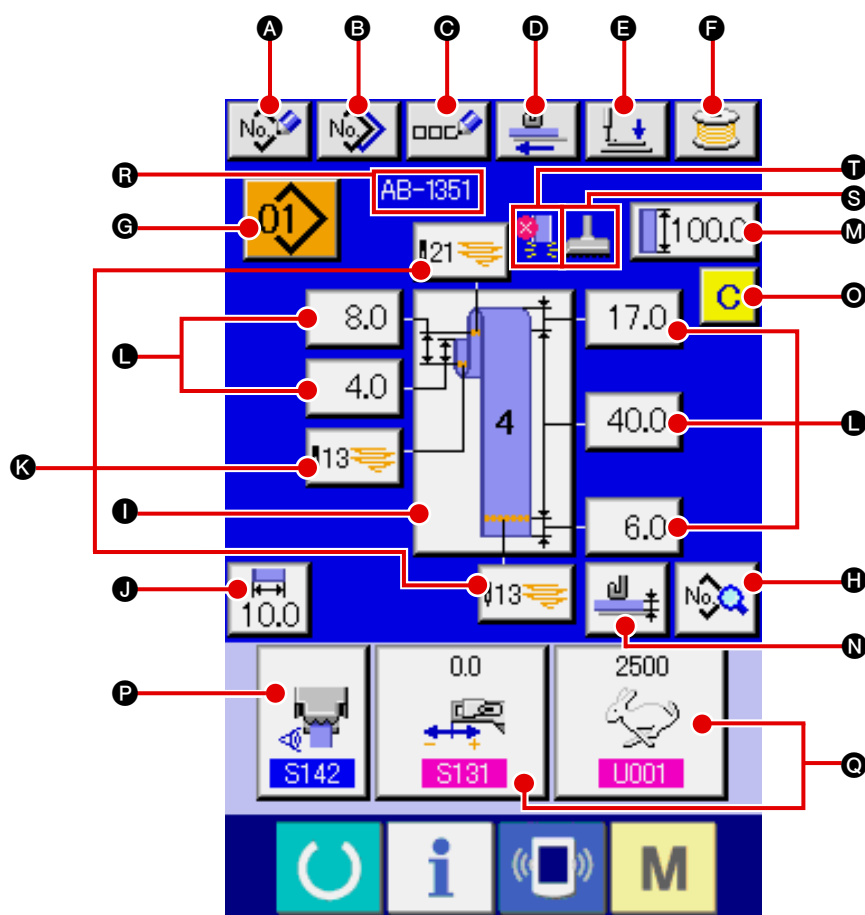 A B C D E F
No. No.
R AB-1351 T
S
G 01 21 100.0 M
C O
8.0 17.0
L
4.0
4 40.0 L
K 13
I
6.0
J 10.0 13 No. H
N
0.0 2500
P
S142 S131 U001 Q
i M